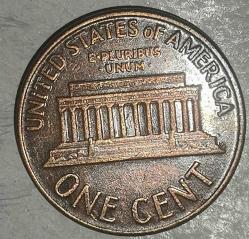 UNITED STATES OF AMERICA
E·PLURIBUS
UNUM
ONE CENT